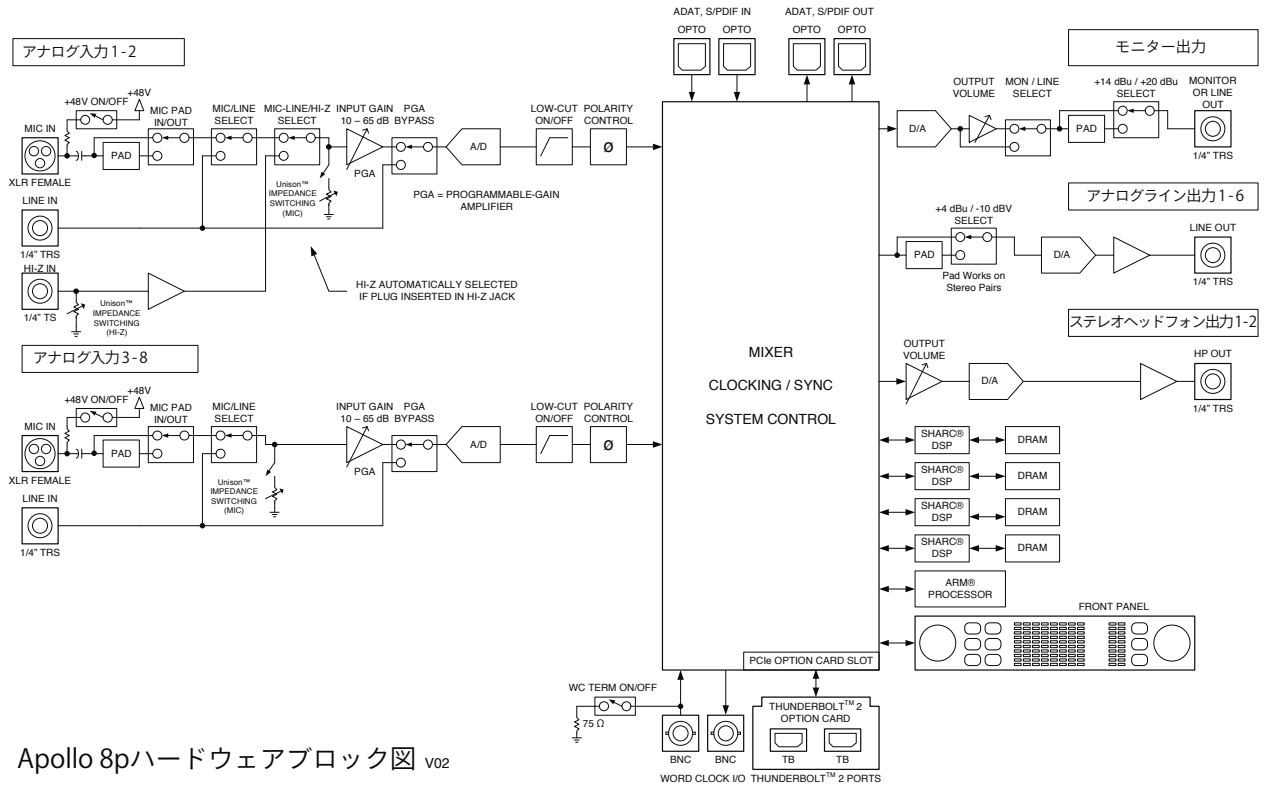 ADAT, S/PDIF IN
OPTO OPTO
ADAT, S/PDIF OUT
OPTO OPTO
アナログ入力1-2
+48V ON/OFF
+48V
MIC IN
XLR FEMALE
PAD
MIC PAD
IN/OUT
MIC/LINE
SELECT
MIC-LINE/HI-Z
SELECT
INPUT GAIN
10 – 65 dB
PGA
PGA
BYPASS
A/D
LOW-CUT
ON/OFF
POLARITY
CONTROL
Ø
Unison™
IMPEDANCE
SWITCHING
(MIC)
PGA = PROGRAMMABLE-GAIN
AMPLIFIER
LINE IN
1/4" TRS
HI-Z IN
1/4" TS
Unison™
IMPEDANCE
SWITCHING
(HI-Z)
HI-Z AUTOMATICALLY SELECTED
IF PLUG INSERTED IN HI-Z JACK
アナログ入力3-8
+48V ON/OFF
+48V
MIC IN
XLR FEMALE
PAD
MIC PAD
IN/OUT
MIC/LINE
SELECT
INPUT GAIN
10 – 65 dB
PGA
PGA
BYPASS
A/D
LOW-CUT
ON/OFF
POLARITY
CONTROL
Ø
Unison™
IMPEDANCE
SWITCHING
(MIC)
LINE IN
1/4" TRS
MIXER
CLOCKING / SYNC
SYSTEM CONTROL
PCIe OPTION CARD SLOT
モニター出力
D/A
OUTPUT
VOLUME
MON / LINE
SELECT
PAD
+14 dBu / +20 dBu
SELECT
MONITOR
OR LINE
OUT
1/4" TRS
アナログライン出力1-6
PAD
+4 dBu / -10 dBV
SELECT
Pad Works on
Stereo Pairs
D/A
LINE OUT
1/4" TRS
ステレオヘッドフォン出力1-2
OUTPUT
VOLUME
D/A
HP OUT
1/4" TRS
SHARC®
DSP
DRAM
SHARC®
DSP
DRAM
SHARC®
DSP
DRAM
SHARC®
DSP
DRAM
ARM®
PROCESSOR
FRONT PANEL
WC TERM ON/OFF
75 Ω
BNC BNC
WORD CLOCK I/O
THUNDERBOLT™ 2
OPTION CARD
TB TB
THUNDERBOLT™ 2 PORTS
Apollo 8pハードウェアブロック図 V02